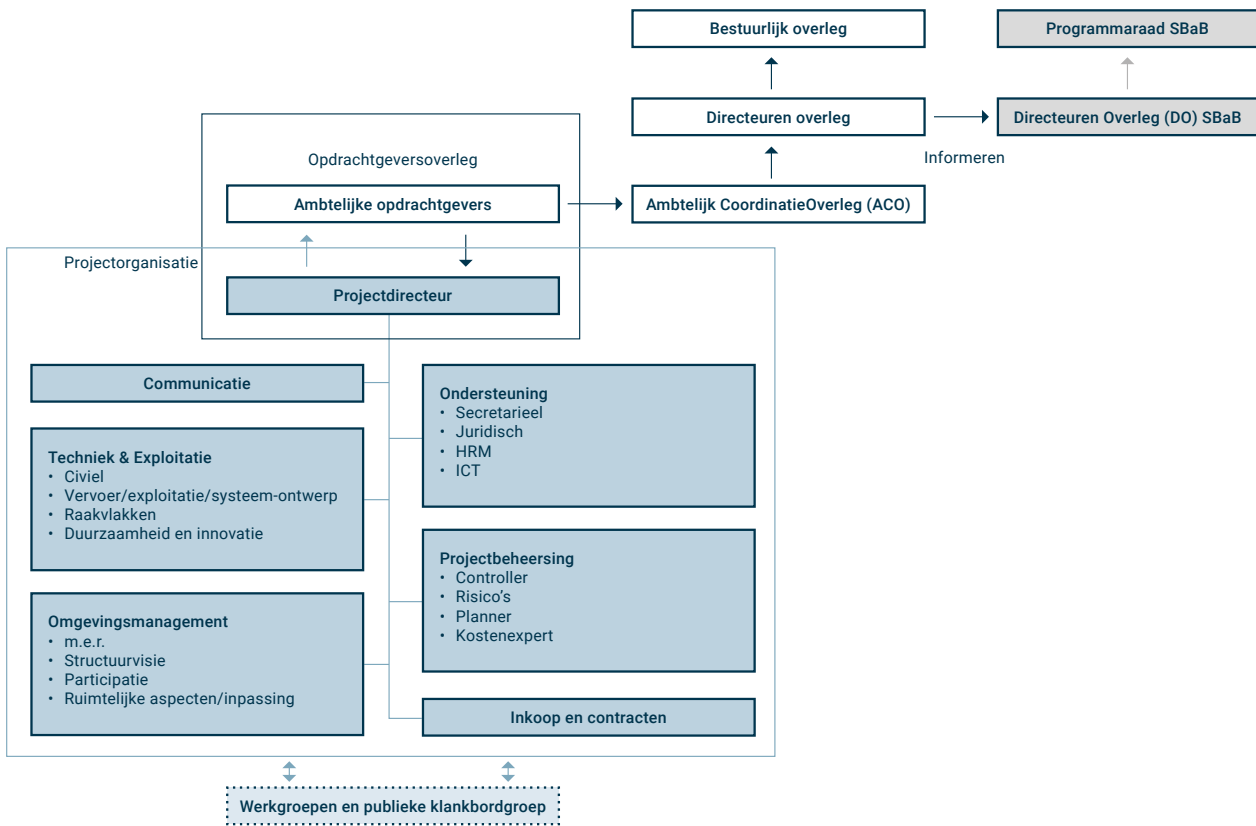 Bestuurlijk overleg
Programmaraad SBaB
Directeuren overleg
Directeuren Overleg (DO) SBaB
Informeren
Opdrachtgeversoverleg
Ambtelijke opdrachtgevers
Ambtelijk CoordinatieOverleg (ACO)
Projectorganisatie
Projectdirecteur
Communicatie
Techniek & Exploitatie
• Civiel
• Vervoer/exploitatie/systeem-ontwerp
• Raakvlakken
• Duurzaamheid en innovatie
Omgevingsmanagement
• m.e.r.
• Structuurvisie
• Participatie
• Ruimtelijke aspecten/inpassing
Ondersteuning
• Secretarieel
• Juridisch
• HRM
• ICT
Projectbeheersing
• Controller
• Risico's
• Planner
• Kostenexpert
Inkoop en contracten
Werkgroepen en publieke klankbordgroep